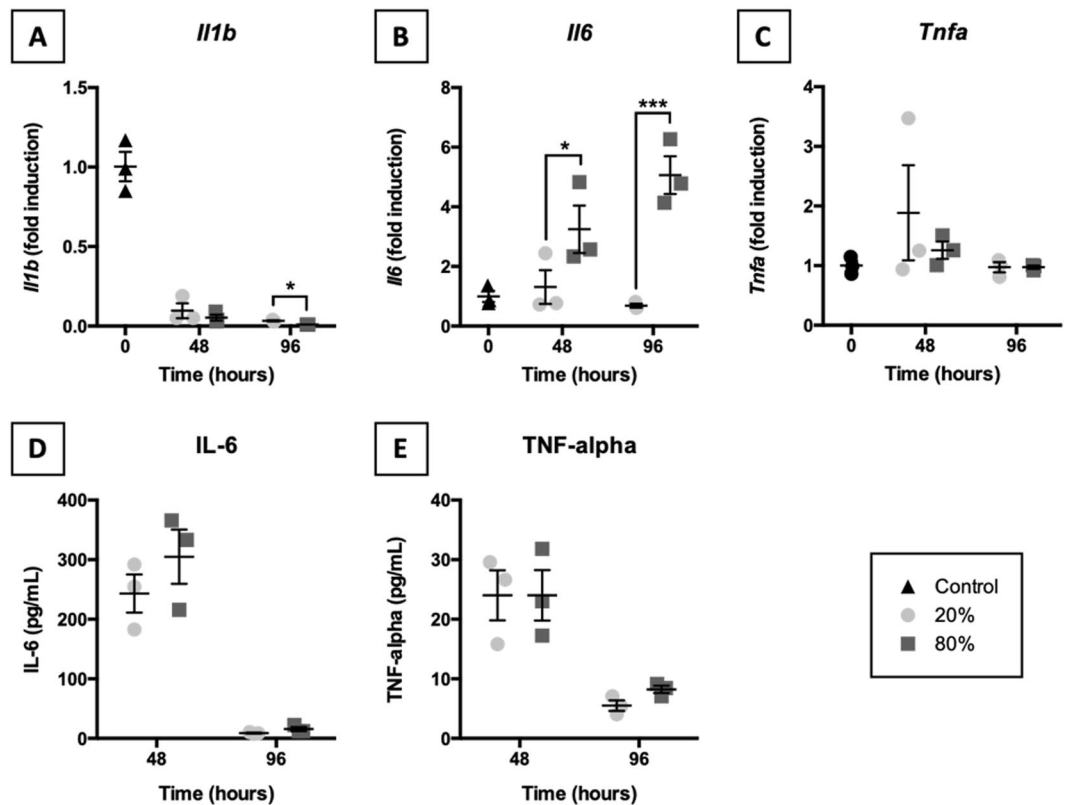 A
Il1b
Il1b (fold induction)
1.5
1.0
0.5
0.0
*
0
48
96
Time (hours)
B
Il6
Il6 (fold induction)
8
6
4
2
0
*
***
0
48
96
Time (hours)
C
Tnfa
Tnfa (fold induction)
4
3
2
1
0
0
48
96
Time (hours)
D
IL-6
IL-6 (pg/mL)
400
300
200
100
0
48
96
Time (hours)
E
TNF-alpha
TNF-alpha (pg/mL)
40
30
20
10
0
48
96
Time (hours)
Control
20%
80%